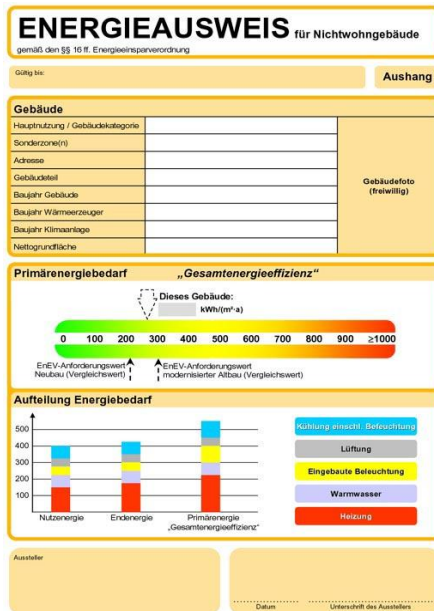 ENERGIEAUSWEIS für Nichtwohngebäude
gemäß den §§ 16 ff. Energieeinsparverordnung
Gültig bis:
Aushang
Gebäude
Hauptnutzung / Gebäudekategorie
Sonderzone(n)
Adresse
Gebäudeteil
Baujahr Gebäude
Baujahr Wärmeerzeuger
Baujahr Klimaanlage
Nettogrundfläche
Gebäudefoto
(freiwillig)
Primärenergiebedarf „Gesamtenergieeffizienz“
Dieses Gebäude:
kWh/(m²·a)
0 100 200 300 400 500 600 700 800 900 ≥1000
EnEV-Anforderungswert
Neubau (Vergleichswert)
EnEV-Anforderungswert
modernisierter Altbau (Vergleichswert)
Aufteilung Energiebedarf
500
400
300
200
100
Nutzenergie
Endenergie
Primärenergie
„Gesamtenergieeffizienz“
Kühlung einschl. Befeuchtung
Lüftung
Eingebaute Beleuchtung
Warmwasser
Heizung
Aussteller
Datum
Unterschrift des Ausstellers